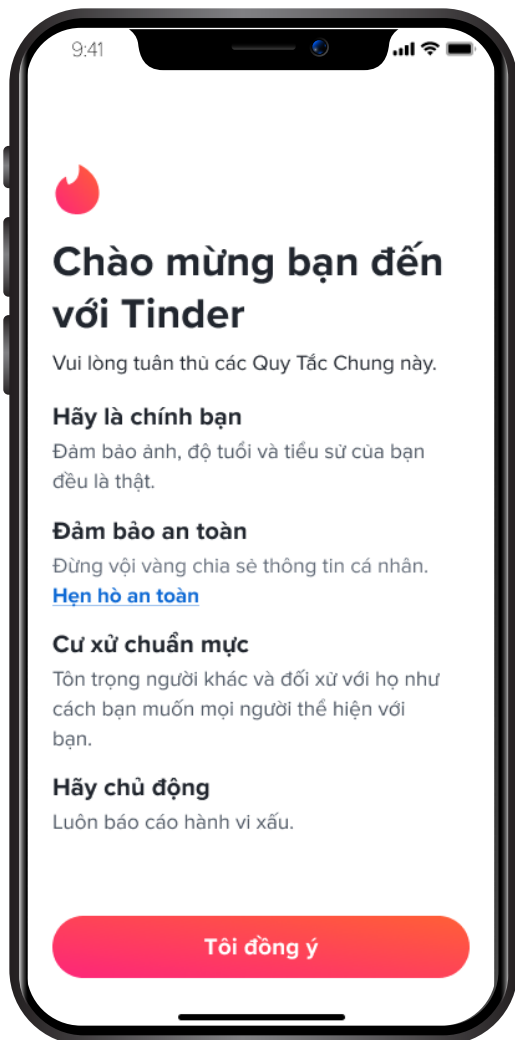 9:41
Chào mừng bạn đến
với Tinder
Vui lòng tuân thủ các Quy Tắc Chung này.
Hãy là chính bạn
Đảm bảo ảnh, độ tuổi và tiểu sử của bạn
đều là thật.
Đảm bảo an toàn
Đừng vội vàng chia sẻ thông tin cá nhân.
Hẹn hò an toàn
Cư xử chuẩn mực
Tôn trọng người khác và đối xử với họ như
cách bạn muốn mọi người thể hiện với
bạn.
Hãy chủ động
Luôn báo cáo hành vi xấu.
Tôi đồng ý